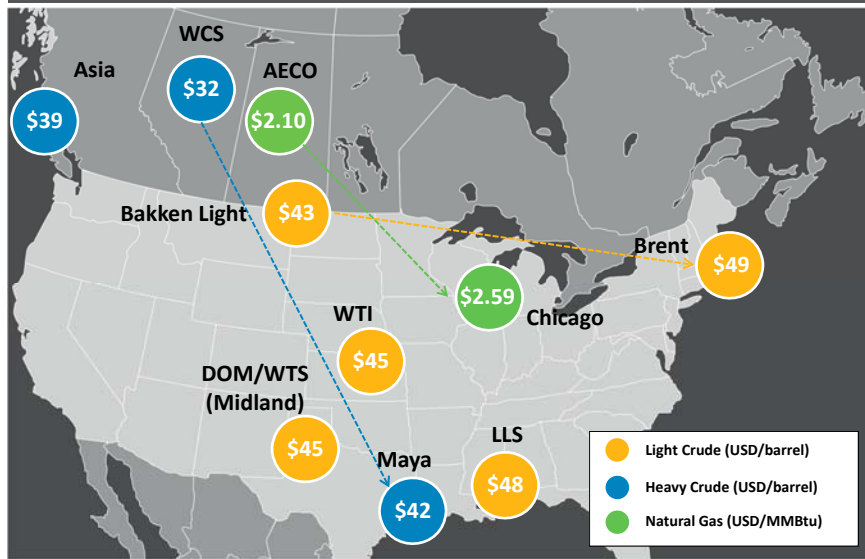 WCS
Asia
AECO
$32
$39
$2.10
Bakken Light
$43
Brent
$49
$2.59
Chicago
WTI
$45
DOM/WTS
(Midland)
$45
Maya
LLS
$48
$42
Light Crude (USD/barrel)
Heavy Crude (USD/barrel)
Natural Gas (USD/MMBtu)